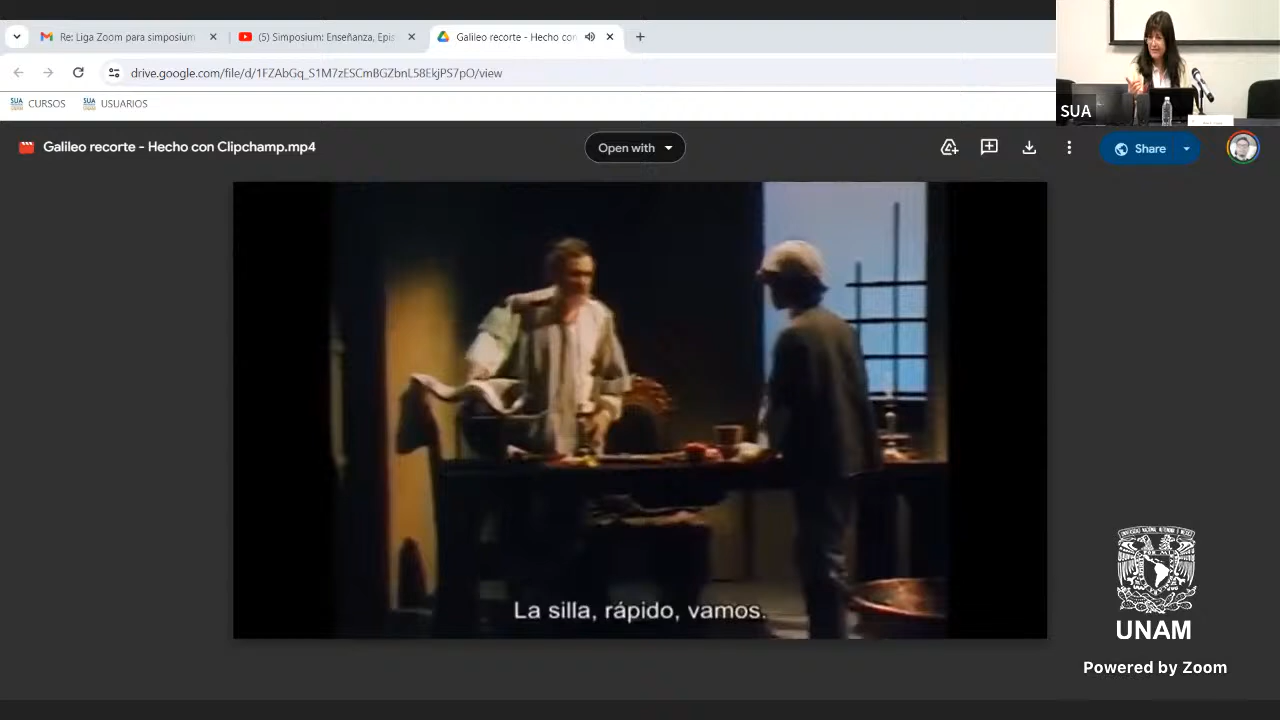 Re: Liga Zoom para simposium
(5) Simposium: Enseñanza, Epis
Galileo recorte - Hecho con
drive.google.com/file/d/1FZAbGq_S1M7zESCmBGZbnL58EkjPS7pO/view
SUA CURSOS
SUA USUARIOS
SUA
Galileo recorte - Hecho con Clipchamp.mp4
Open with
Share
La silla, rápido, vamos.
UNAM
Powered by Zoom